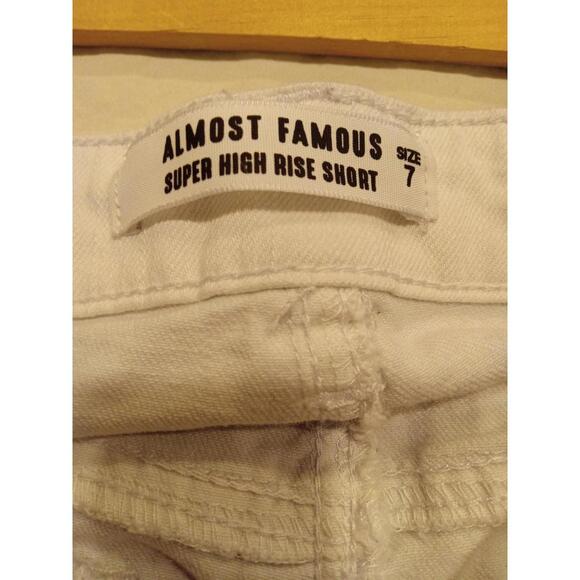 ALMOST FAMOUS
SUPER HIGH RISE SHORT
SIZE
7